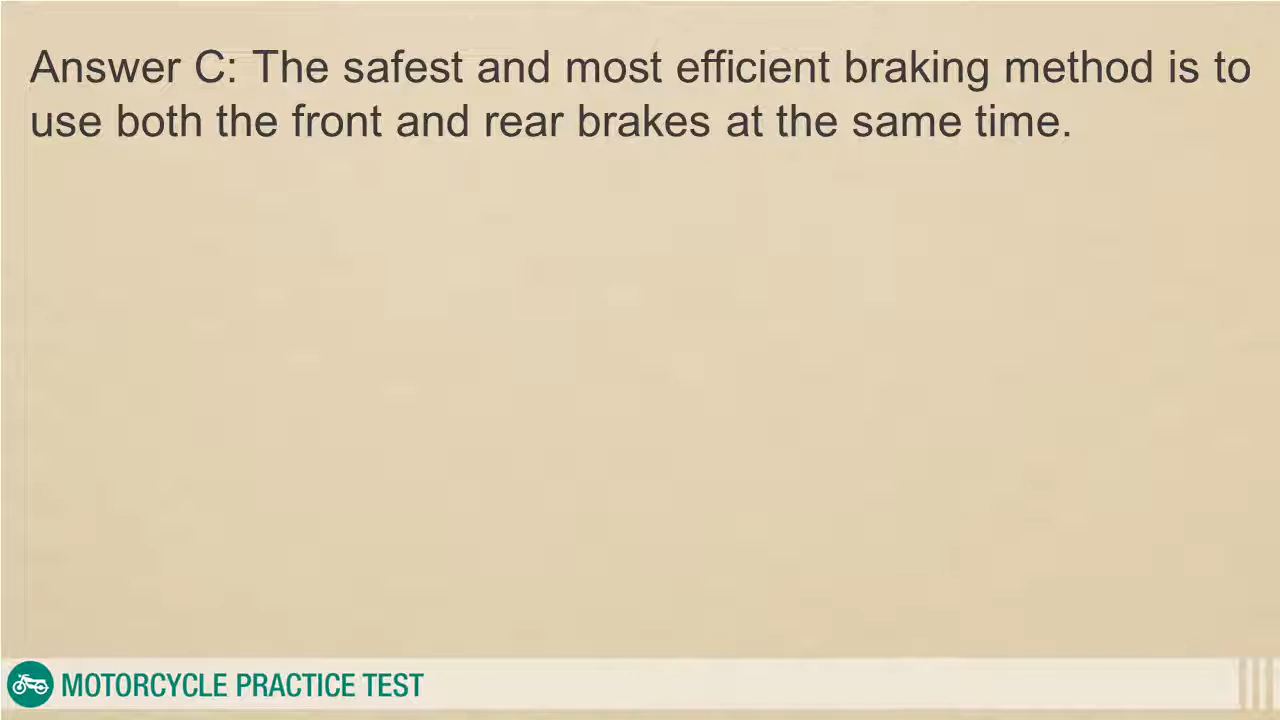 Answer C: The safest and most efficient braking method is to
use both the front and rear brakes at the same time.
MOTORCYCLE PRACTICE TEST